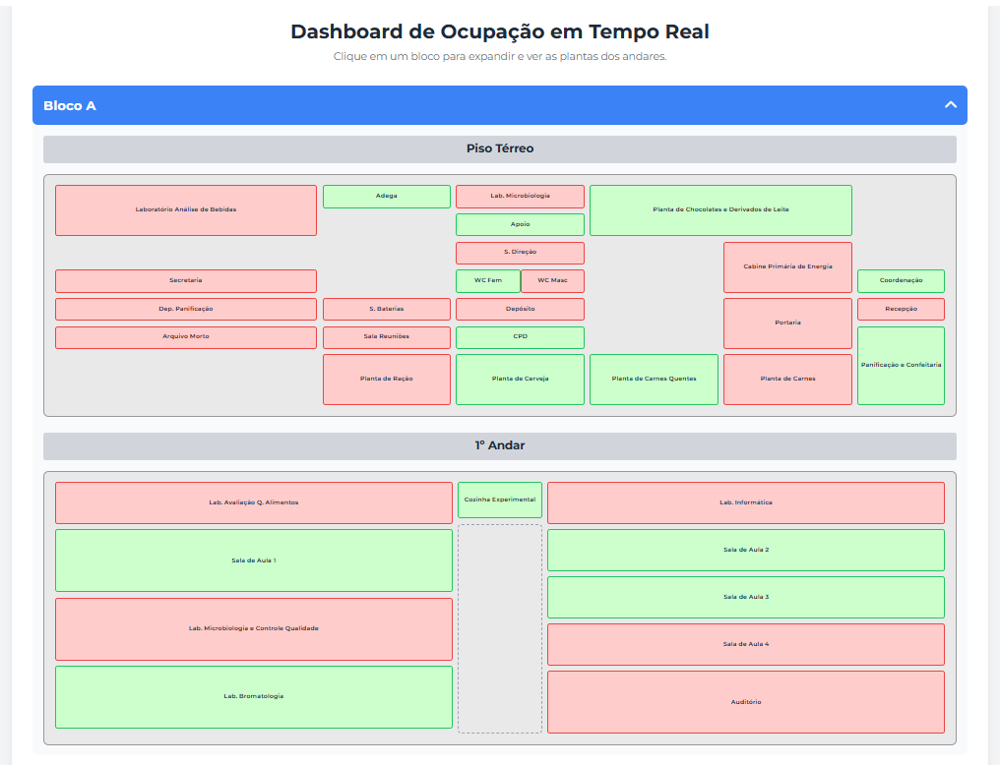 Dashboard de Ocupação em Tempo Real
Clique em um bloco para expandir e ver as plantas dos andares.
Bloco A
Piso Térreo
Laboratório Análise de Bebidas
Adega
Lab. Microbiologia
Planta de Chocolates e Derivados de Leite
Apoio
S. Direção
Cabine Primária de Energia
Secretaria
WC Fem
WC Masc
Coordenação
Dep. Panificação
S. Baterias
Depósito
Portaria
Recepção
Arquivo Morto
Sala Reuniões
CPD
Panificação e Confeitaria
Planta de Ração
Planta de Cerveja
Planta de Carnes Quentes
Planta de Carnes
1º Andar
Lab. Avaliação Q. Alimentos
Cozinha Experimental
Lab. Informática
Sala de Aula 1
Sala de Aula 2
Sala de Aula 3
Lab. Microbiologia e Controle Qualidade
Sala de Aula 4
Lab. Bromatologia
Auditório